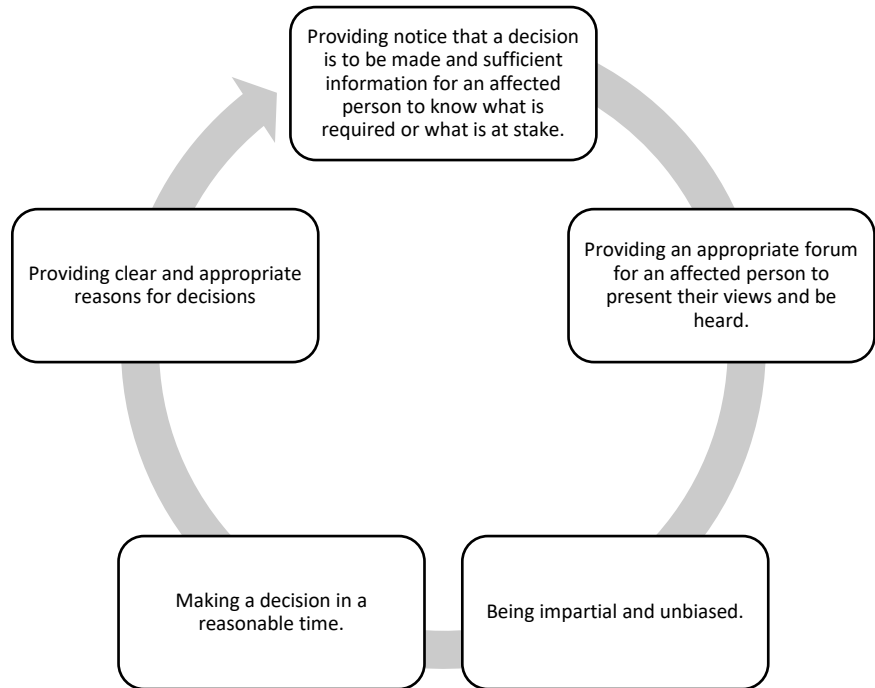 Providing notice that a decision
is to be made and sufficient
information for an affected
person to know what is
required or what is at stake.
Providing an appropriate forum
for an affected person to
present their views and be
heard.
Being impartial and unbiased.
Making a decision in a
reasonable time.
Providing clear and appropriate
reasons for decisions